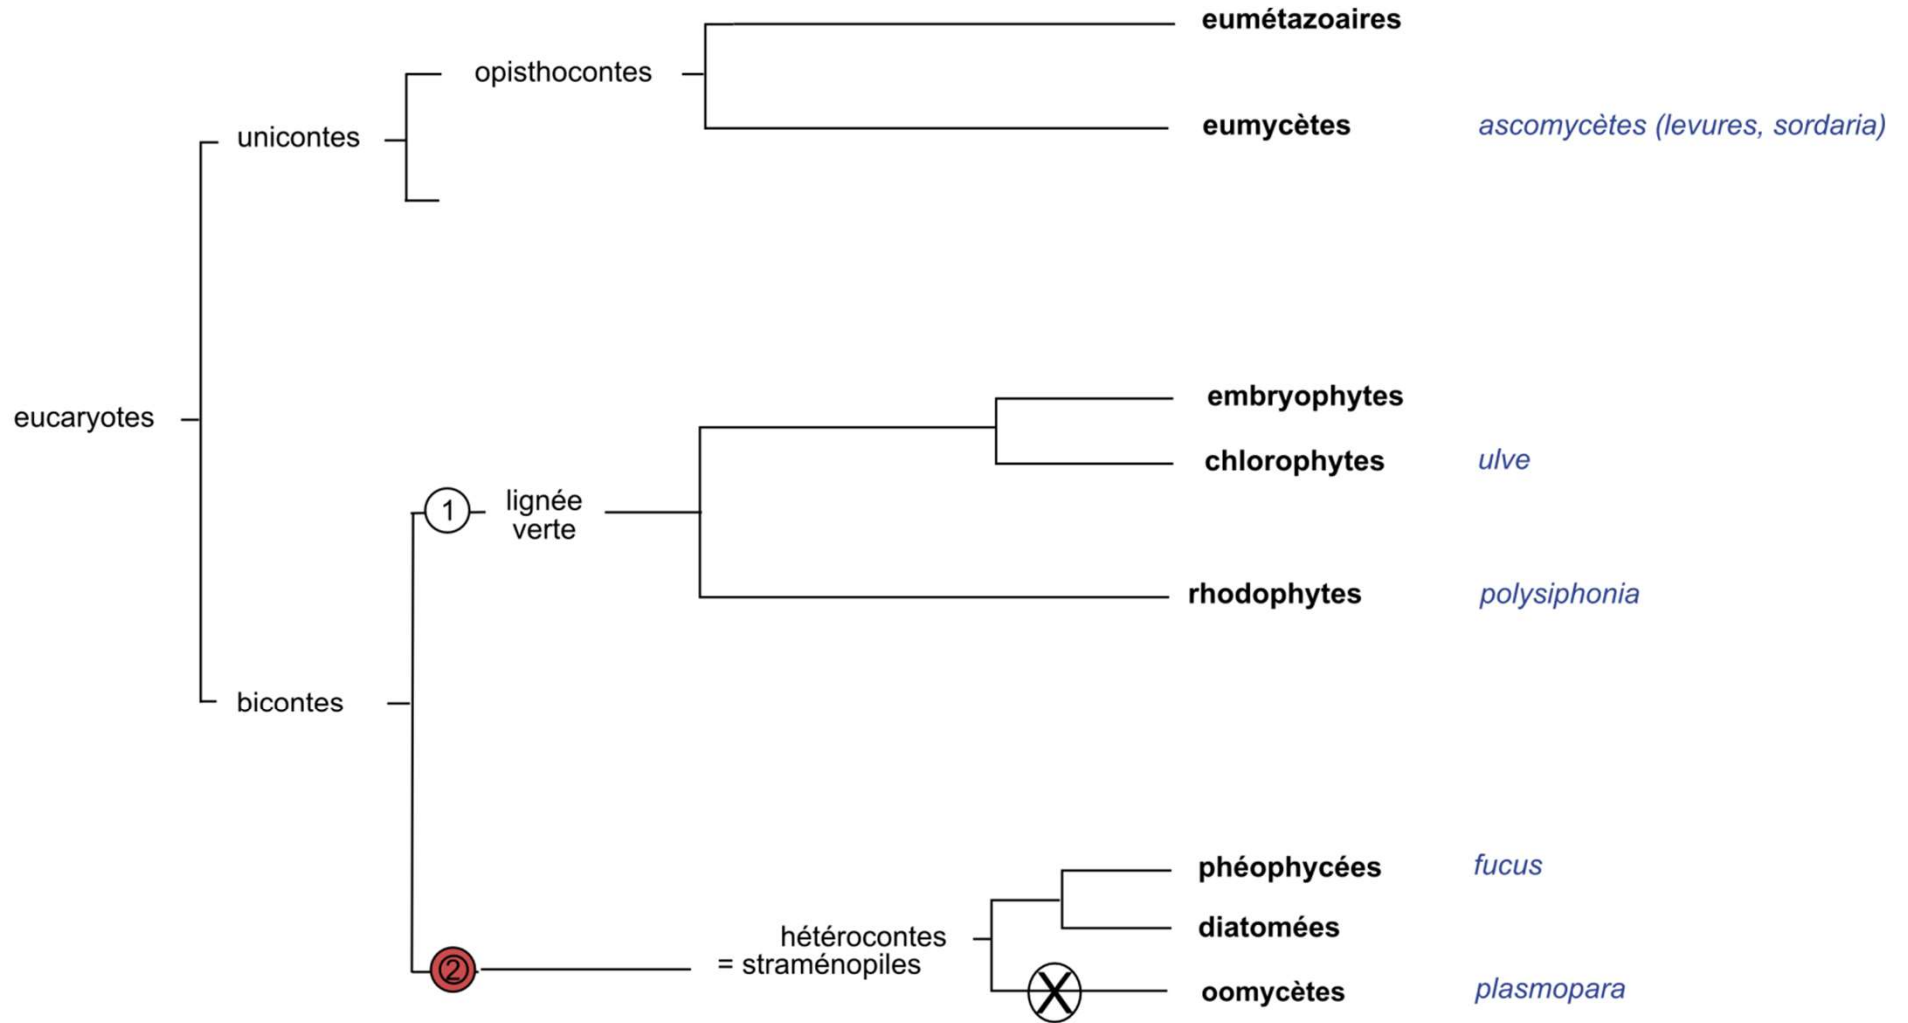 eumétazoaires
opisthocontes
eumycètes ascomycètes (levures, sordaria)
unicontes
embryophytes
eucaryotes
chlorophytes ulve
1 lignée
verte
rhodophytes polysiphonia
bicontes
phéophycées fucus
diatomées
hétérocontes
= straménopiles
2
X oomycètes plasmopara